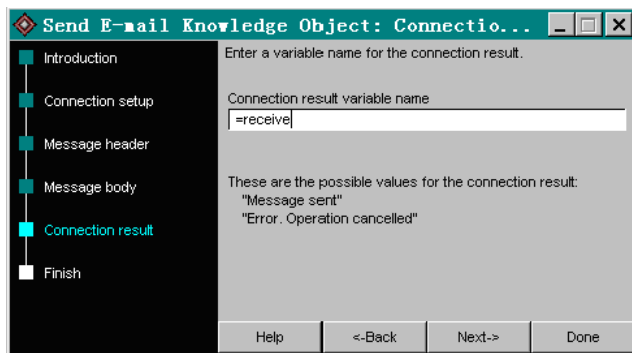 Send E-mail Knowledge Object: Connectio...
Introduction
Connection setup
Message header
Message body
Connection result
Finish
Enter a variable name for the connection result.
Connection result variable name
=receive
These are the possible values for the connection result:
"Message sent"
"Error. Operation cancelled"
Help
<-Back
Next->
Done